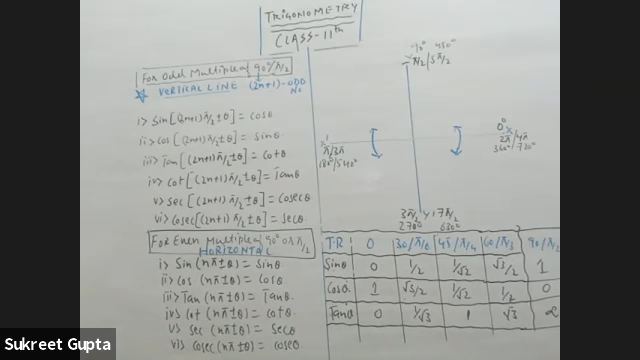 TRIGONOMETRY
CLASS-11th
FOR Odd Multiple of 90°/π/2
VERTICAL LINE (2n+1)-ODD NO
i> Sin[(2n+1)π/2±θ] = cosθ
ii> cos[(2n+1)π/2±θ] = sinθ
iii> Tan[(2n+1)π/2±θ] = cotθ
iv> cot[(2n+1)π/2±θ] = Tanθ
v> sec[(2n+1)π/2±θ] = cosecθ
vi> cosec[(2n+1)π/2±θ] = secθ
FOR Even Multiple of 90° or π/2
HORIZONTAL
i> Sin(nπ±θ) = sinθ
ii> cos(nπ±θ) = cosθ
iii> Tan(nπ±θ) = Tanθ
iv> cot(nπ±θ) = cotθ
v> sec(nπ±θ) = secθ
vi> cosec(nπ±θ) = cosecθ
90° 450°
π/2/5π/2
π/3π
180°/540°
0° X
2π/4π
360°/720°
3π/2 Y 7π/2
270° 630°
T.R 0 30/π/6 45/π/4 60/π/3 90/π/2
Sinθ 0 1/2 1/√2 √3/2 1
Cosθ 1 √3/2 1/√2 1/2 0
Tanθ 0 1/√3 1 √3 ∝
Sukreet Gupta